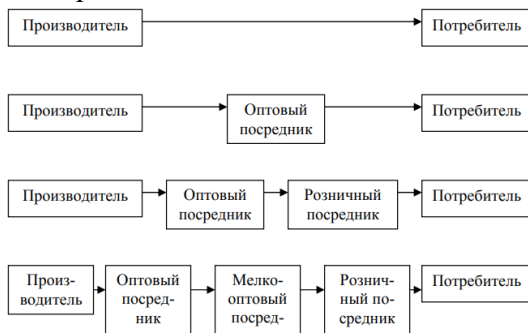 Производитель
Потребитель
Производитель
Оптовый
посредник
Потребитель
Производитель
Оптовый
посредник
Розничный
посредник
Потребитель
Произ-
водитель
Оптовый
посред-
ник
Мелко-
оптовый
посред-
Рознич-
ный по-
средник
Потребитель